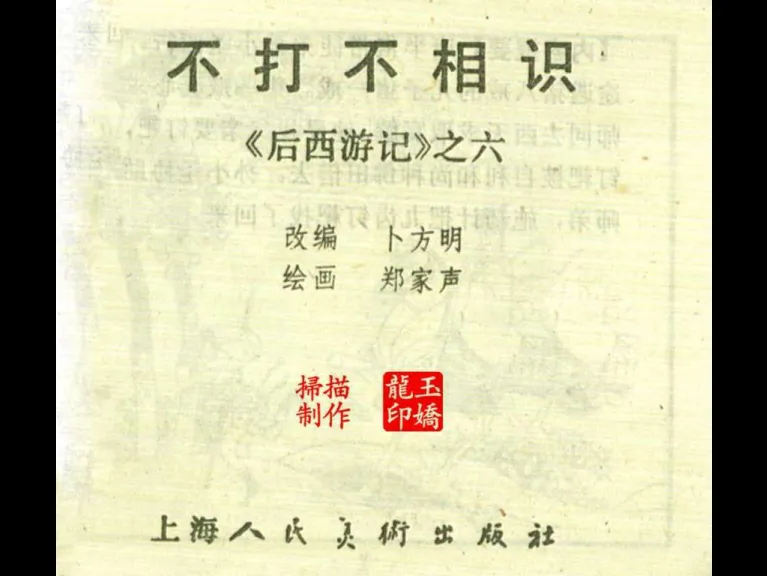 不打不相识
《后西游记》之六
改编 卜方明
绘画 郑家声
掃描 制作
龍玉嬌印
上海人民美術出版社